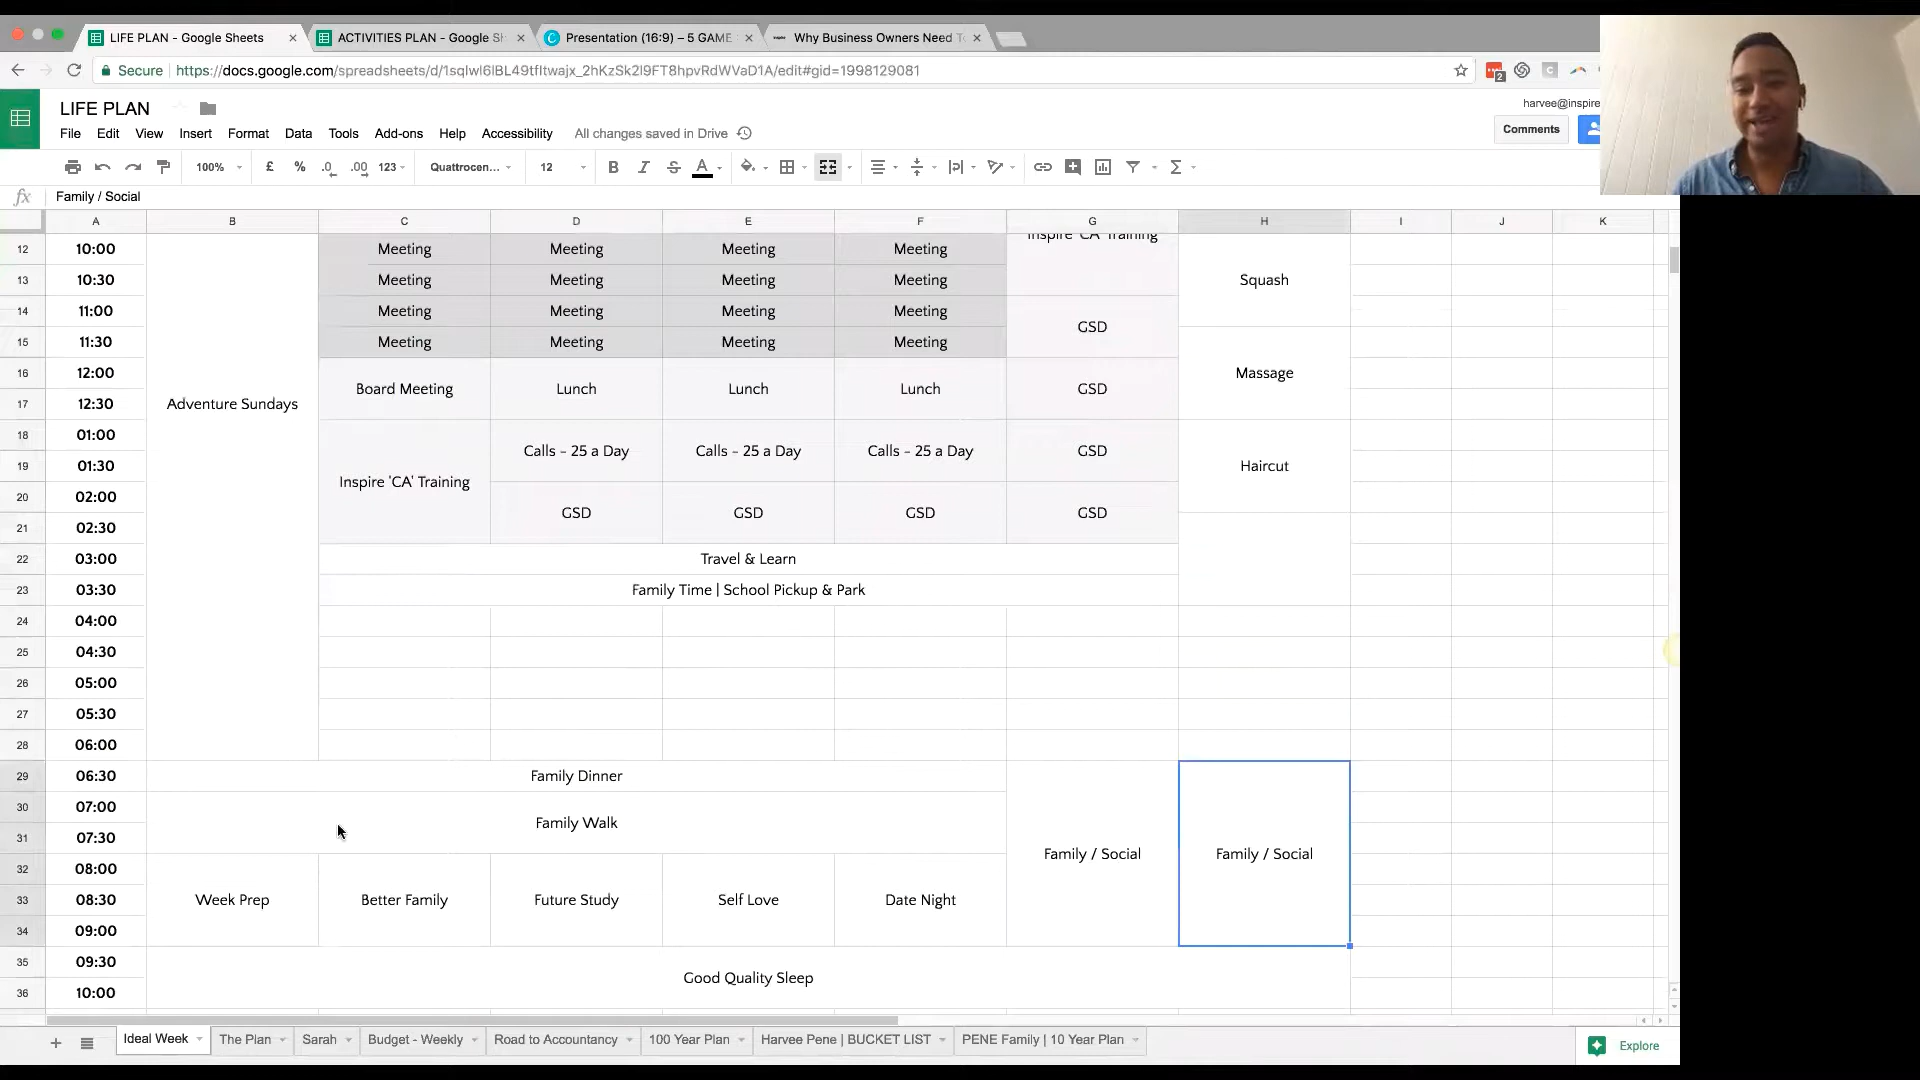 LIFE PLAN - Google Sheets
ACTIVITIES PLAN - Google Sh
Presentation (16:9) – 5 GAME
Why Business Owners Need T
Secure https://docs.google.com/spreadsheets/d/1sqIwI6IBL49tfItwajx_2hKzSk2I9FT8hpvRdWVaD1A/edit#gid=1998129081
2
LIFE PLAN
harvee@inspire
File Edit View Insert Format Data Tools Add-ons Help Accessibility All changes saved in Drive
Comments
100% £ % .0 .00 123 Quattrocen... 12 B I S A Σ
fx Family / Social
A B C D E F G H I J K
Inspire 'CA' Training
12 10:00 Meeting Meeting Meeting Meeting
13 10:30 Meeting Meeting Meeting Meeting Squash
14 11:00 Meeting Meeting Meeting Meeting
GSD
15 11:30 Meeting Meeting Meeting Meeting
16 12:00 Massage
Board Meeting Lunch Lunch Lunch GSD
17 12:30 Adventure Sundays
18 01:00
Calls - 25 a Day Calls - 25 a Day Calls - 25 a Day GSD
19 01:30 Haircut
Inspire 'CA' Training
20 02:00
GSD GSD GSD GSD
21 02:30
22 03:00 Travel & Learn
23 03:30 Family Time | School Pickup & Park
24 04:00
25 04:30
26 05:00
27 05:30
28 06:00
29 06:30 Family Dinner
30 07:00
Family Walk
31 07:30
Family / Social Family / Social
32 08:00
33 08:30 Week Prep Better Family Future Study Self Love Date Night
34 09:00
35 09:30
Good Quality Sleep
36 10:00
Ideal Week The Plan Sarah Budget - Weekly Road to Accountancy 100 Year Plan Harvee Pene | BUCKET LIST PENE Family | 10 Year Plan
Explore